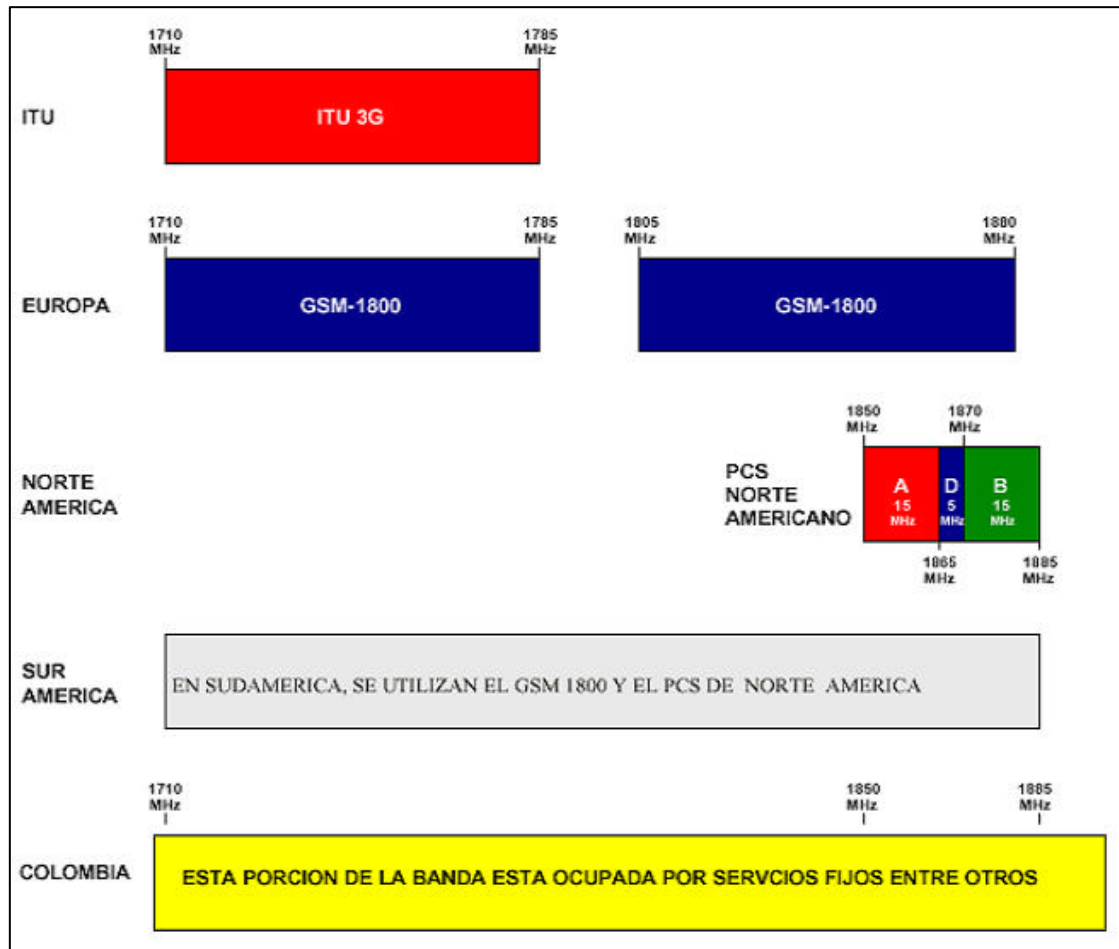 1710
MHz
1785
MHz
ITU
ITU 3G
1710
MHz
1785
MHz
1805
MHz
1880
MHz
EUROPA
GSM-1800
GSM-1800
1850
MHz
1870
MHz
NORTE
AMERICA
PCS
NORTE
AMERICANO
A
15
MHz
D
5
MHz
B
15
MHz
1865
MHz
1885
MHz
SUR
AMERICA
EN SUDAMERICA, SE UTILIZAN EL GSM 1800 Y EL PCS DE NORTE AMERICA
1710
MHz
1850
MHz
1885
MHz
COLOMBIA
ESTA PORCION DE LA BANDA ESTA OCUPADA POR SERVCIOS FIJOS ENTRE OTROS